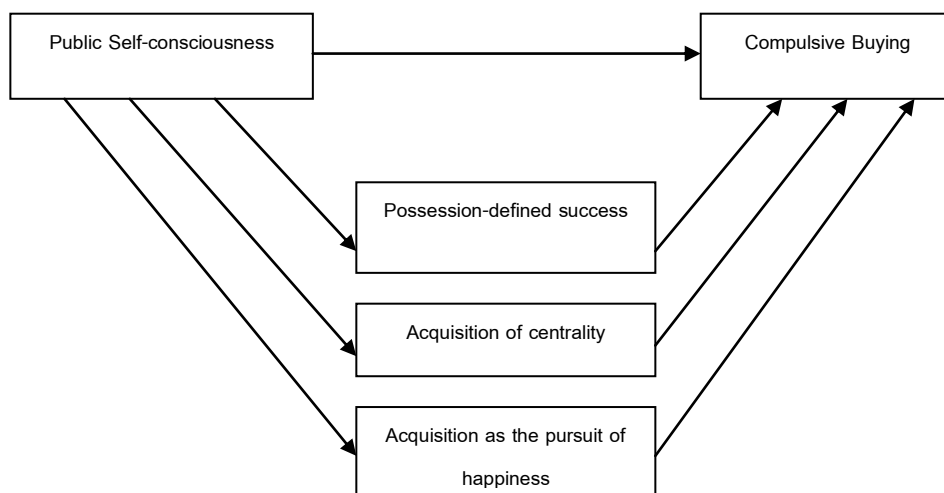 Public Self-consciousness
Compulsive Buying
Possession-defined success
Acquisition of centrality
Acquisition as the pursuit of
happiness